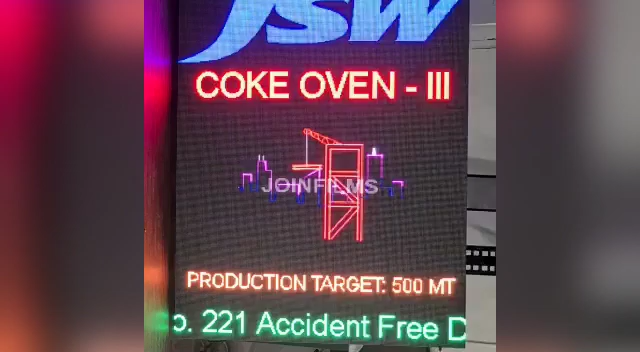 JSW
COKE OVEN - III
JOINFILMS
PRODUCTION TARGET: 500 MT
o. 221 Accident Free D